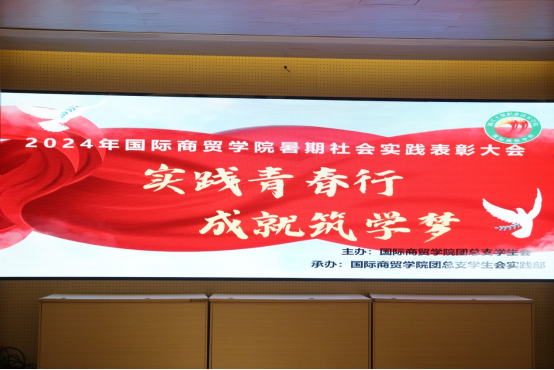 2024年国际商贸学院暑期社会实践表彰大会
实践青春行
成就筑学梦
主办：国际商贸学院团总支学生会
承办：国际商贸学院团总支学生会实践部